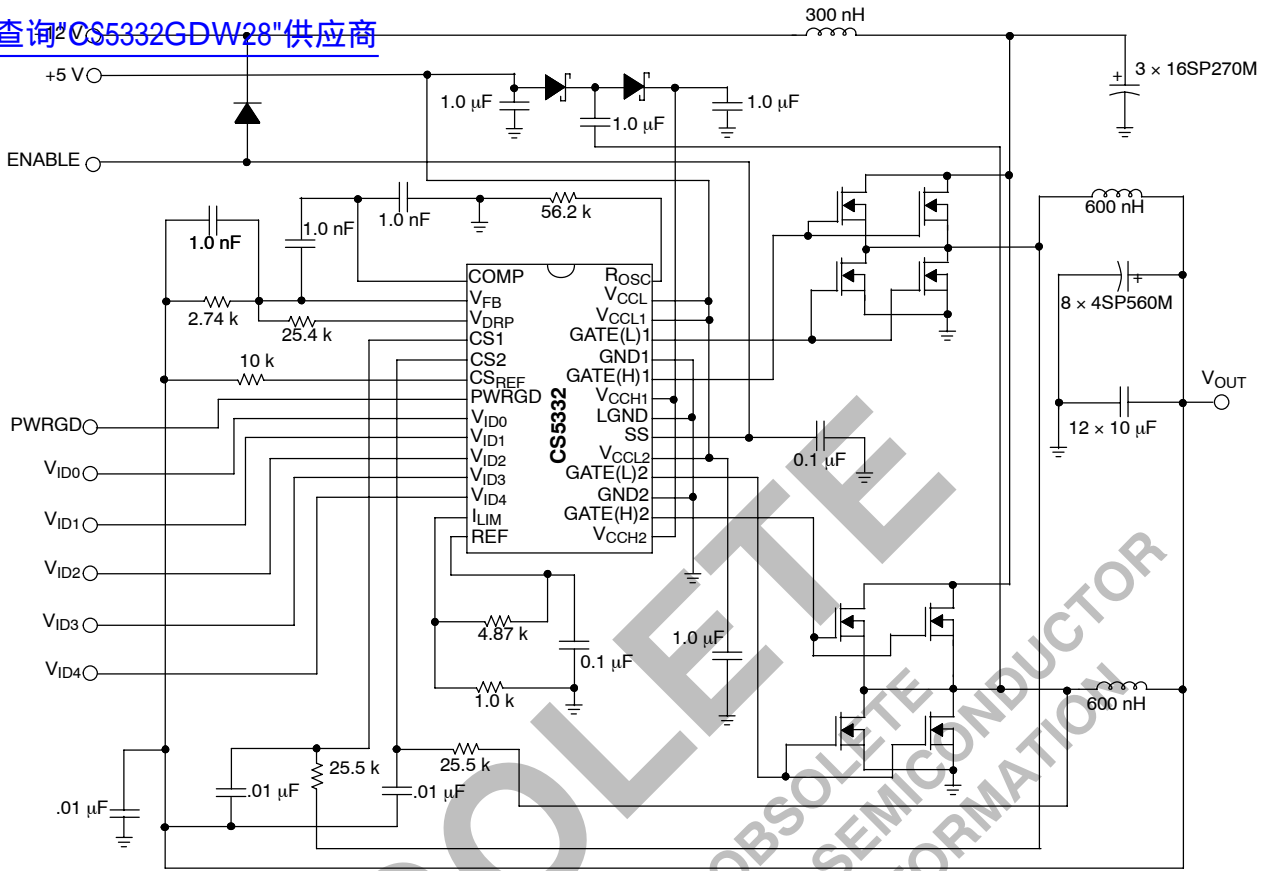 查询"CS5332GDW28"供应商
12 V
300 nH
+5 V
3 × 16SP270M
+
1.0 μF
1.0 μF
1.0 μF
ENABLE
1.0 nF
56.2 k
600 nH
1.0 nF
1.0 nF
8 × 4SP560M
+
2.74 k
25.4 k
10 k
COMP
VFB
VDRP
CS1
CS2
CSREF
PWRGD
VID0
VID1
VID2
VID3
VID4
ILIM
REF
CS5332
ROSC
VCCL
VCCL1
GATE(L)1
GND1
GATE(H)1
VCCH1
LGND
SS
VCCL2
GATE(L)2
GND2
GATE(H)2
VCCH2
VOUT
12 × 10 μF
0.1 μF
PWRGD
VID0
VID1
VID2
VID3
VID4
4.87 k
0.1 μF
1.0 k
1.0 μF
600 nH
25.5 k
25.5 k
.01 μF
.01 μF
.01 μF
OBSOLETE
SEMICONDUCTOR